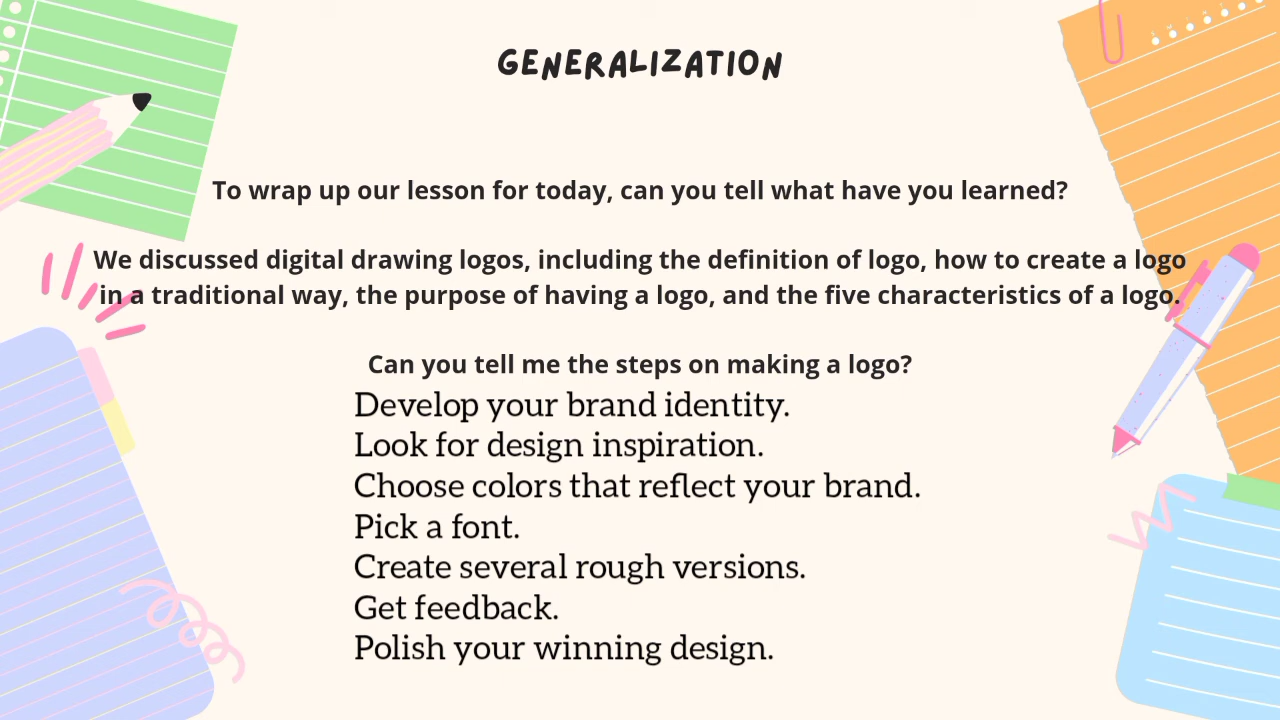 GENERALIZATION
To wrap up our lesson for today, can you tell what have you learned?
We discussed digital drawing logos, including the definition of logo, how to create a logo
in a traditional way, the purpose of having a logo, and the five characteristics of a logo.
Can you tell me the steps on making a logo?
Develop your brand identity.
Look for design inspiration.
Choose colors that reflect your brand.
Pick a font.
Create several rough versions.
Get feedback.
Polish your winning design.